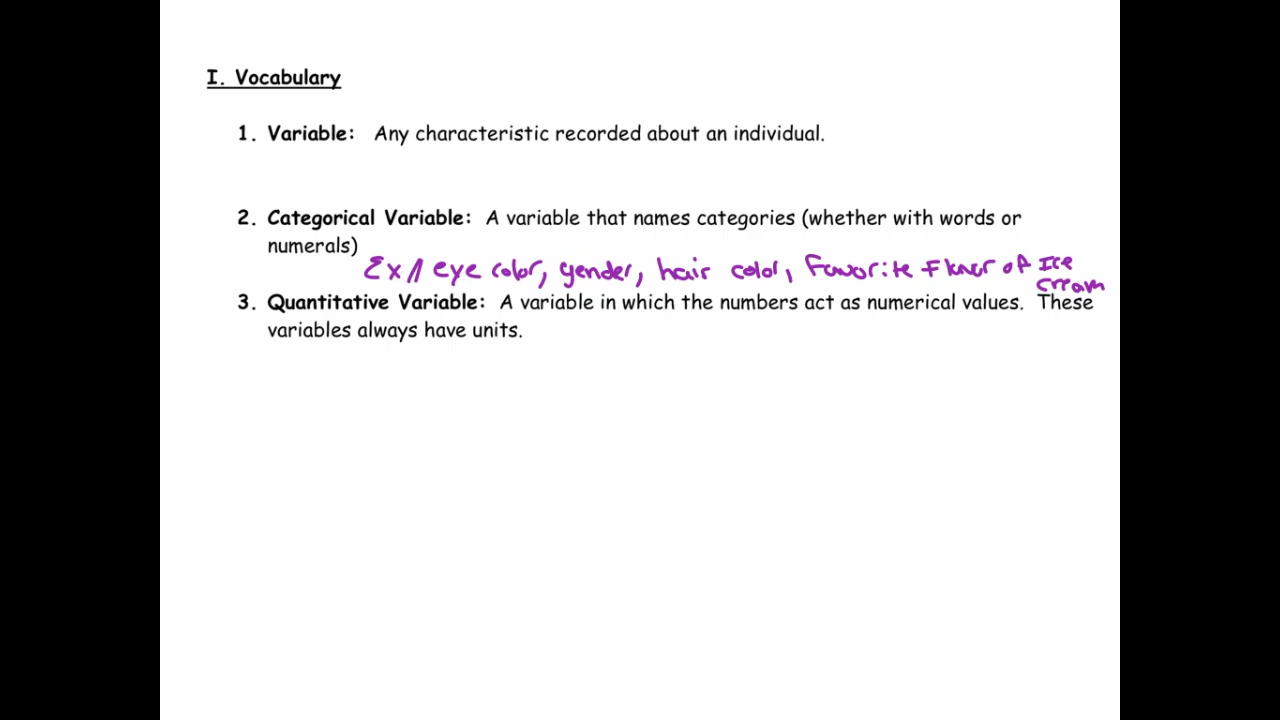 I. Vocabulary
1. Variable: Any characteristic recorded about an individual.
2. Categorical Variable: A variable that names categories (whether with words or
numerals)
Ex// eye color, gender, hair color, Favorite Flavor of Ice
cream
3. Quantitative Variable: A variable in which the numbers act as numerical values. These
variables always have units.